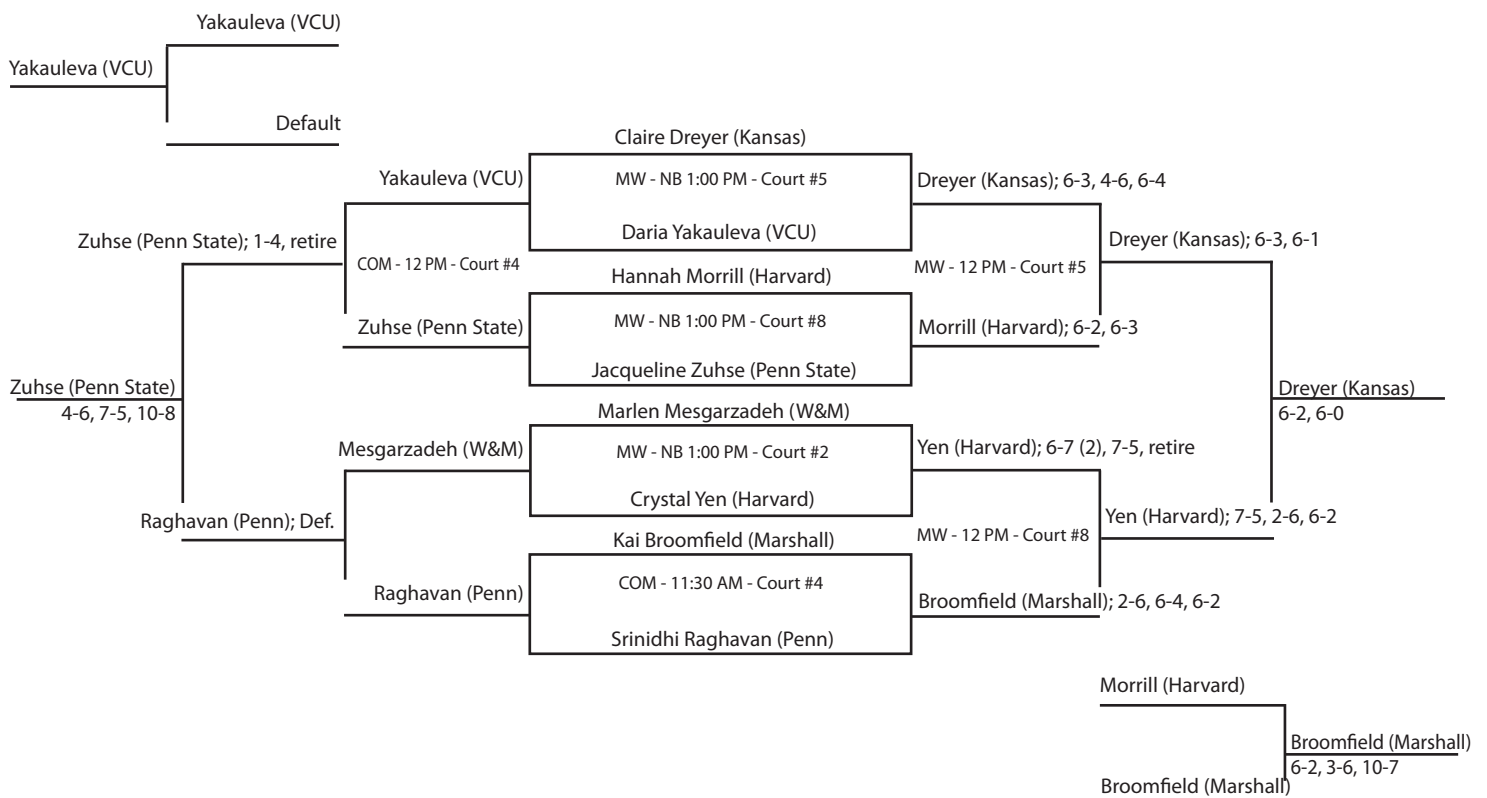 Yakauleva (VCU)
Yakauleva (VCU)
Default
Claire Dreyer (Kansas)
Yakauleva (VCU)
MW - NB 1:00 PM - Court #5
Dreyer (Kansas); 6-3, 4-6, 6-4
Daria Yakauleva (VCU)
Zuhse (Penn State); 1-4, retire
Dreyer (Kansas); 6-3, 6-1
COM - 12 PM - Court #4
MW - 12 PM - Court #5
Hannah Morrill (Harvard)
Zuhse (Penn State)
MW - NB 1:00 PM - Court #8
Morrill (Harvard); 6-2, 6-3
Jacqueline Zuhse (Penn State)
Zuhse (Penn State)
4-6, 7-5, 10-8
Dreyer (Kansas)
6-2, 6-0
Marlen Mesgarzadeh (W&M)
Mesgarzadeh (W&M)
MW - NB 1:00 PM - Court #2
Yen (Harvard); 6-7 (2), 7-5, retire
Crystal Yen (Harvard)
Raghavan (Penn); Def.
Yen (Harvard); 7-5, 2-6, 6-2
Kai Broomfield (Marshall)
MW - 12 PM - Court #8
Raghavan (Penn)
COM - 11:30 AM - Court #4
Broomfield (Marshall); 2-6, 6-4, 6-2
Srinidhi Raghavan (Penn)
Morrill (Harvard)
Broomfield (Marshall)
6-2, 3-6, 10-7
Broomfield (Marshall)